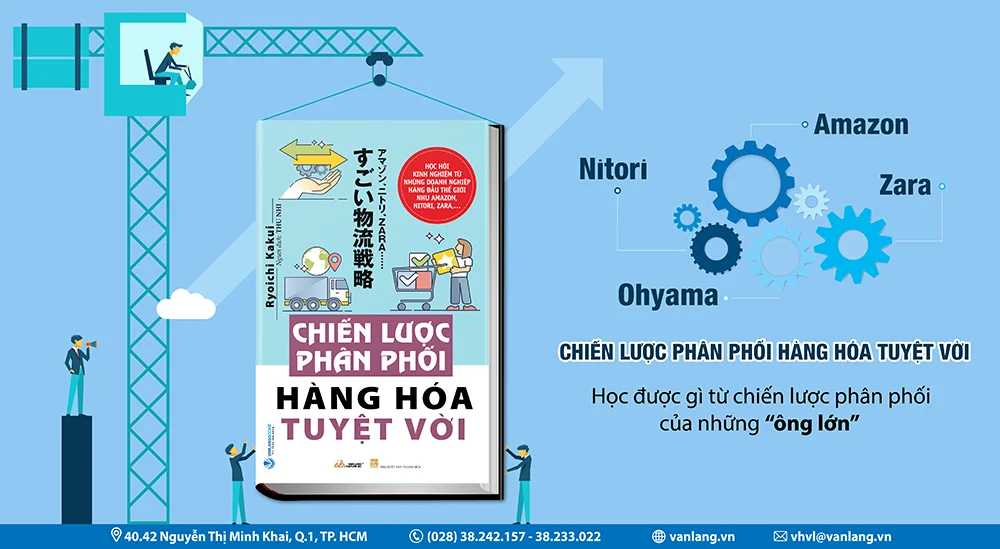 アマゾン、ニトリ、ZARA……
すごい物流戦略
HỌC HỎI
KINH NGHIỆM TỪ
NHỮNG DOANH NGHIỆP
HÀNG ĐẦU THẾ GIỚI
NHƯ AMAZON,
NITORI, ZARA,....
Ryoichi Kakui
Người dịch: THU NHI
CHIẾN LƯỢC
PHÂN PHỐI
HÀNG HÓA
TUYỆT VỜI
VANLANGBOOKS
Amazon
Nitori
Zara
Ohyama
CHIẾN LƯỢC PHÂN PHỐI HÀNG HÓA TUYỆT VỜI
Học được gì từ chiến lược phân phối
của những “ông lớn”
40.42 Nguyễn Thị Minh Khai, Q.1, TP. HCM
(028) 38.242.157 - 38.233.022
vanlang.vn
vhvl@vanlang.vn